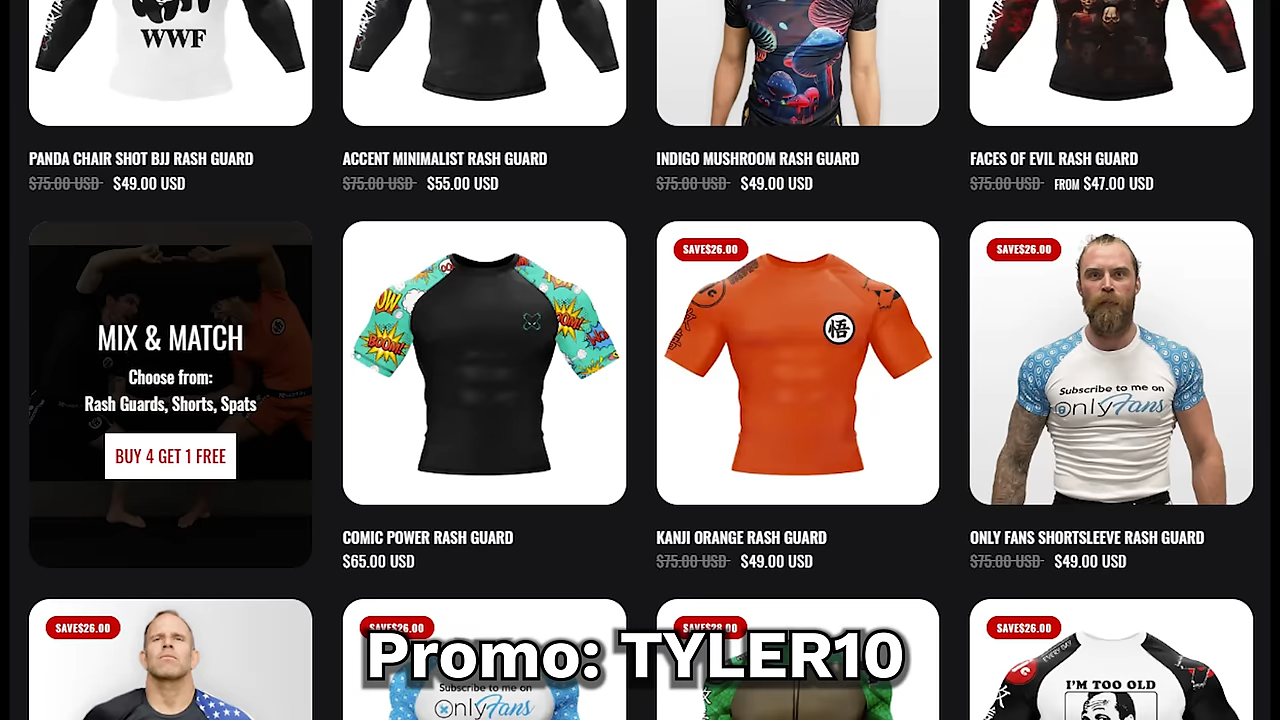 WWF
PANDA CHAIR SHOT BJJ RASH GUARD
$75.00 USD $49.00 USD
ACCENT MINIMALIST RASH GUARD
$75.00 USD $55.00 USD
INDIGO MUSHROOM RASH GUARD
$75.00 USD $49.00 USD
FACES OF EVIL RASH GUARD
$75.00 USD FROM $47.00 USD
MIX & MATCH
Choose from:
Rash Guards, Shorts, Spats
BUY 4 GET 1 FREE
BOOM!
COMIC POWER RASH GUARD
$65.00 USD
SAVE$26.00
悟
KANJI ORANGE RASH GUARD
$75.00 USD $49.00 USD
SAVE$26.00
Subscribe to me on
OnlyFans
ONLY FANS SHORTSLEEVE RASH GUARD
$75.00 USD $49.00 USD
SAVE$26.00
SAVE$26.00
Subscribe to me on
OnlyFans
SAVE$28.00
SAVE$26.00
EVERY DAY
I'M TOO OLD
Promo: TYLER10